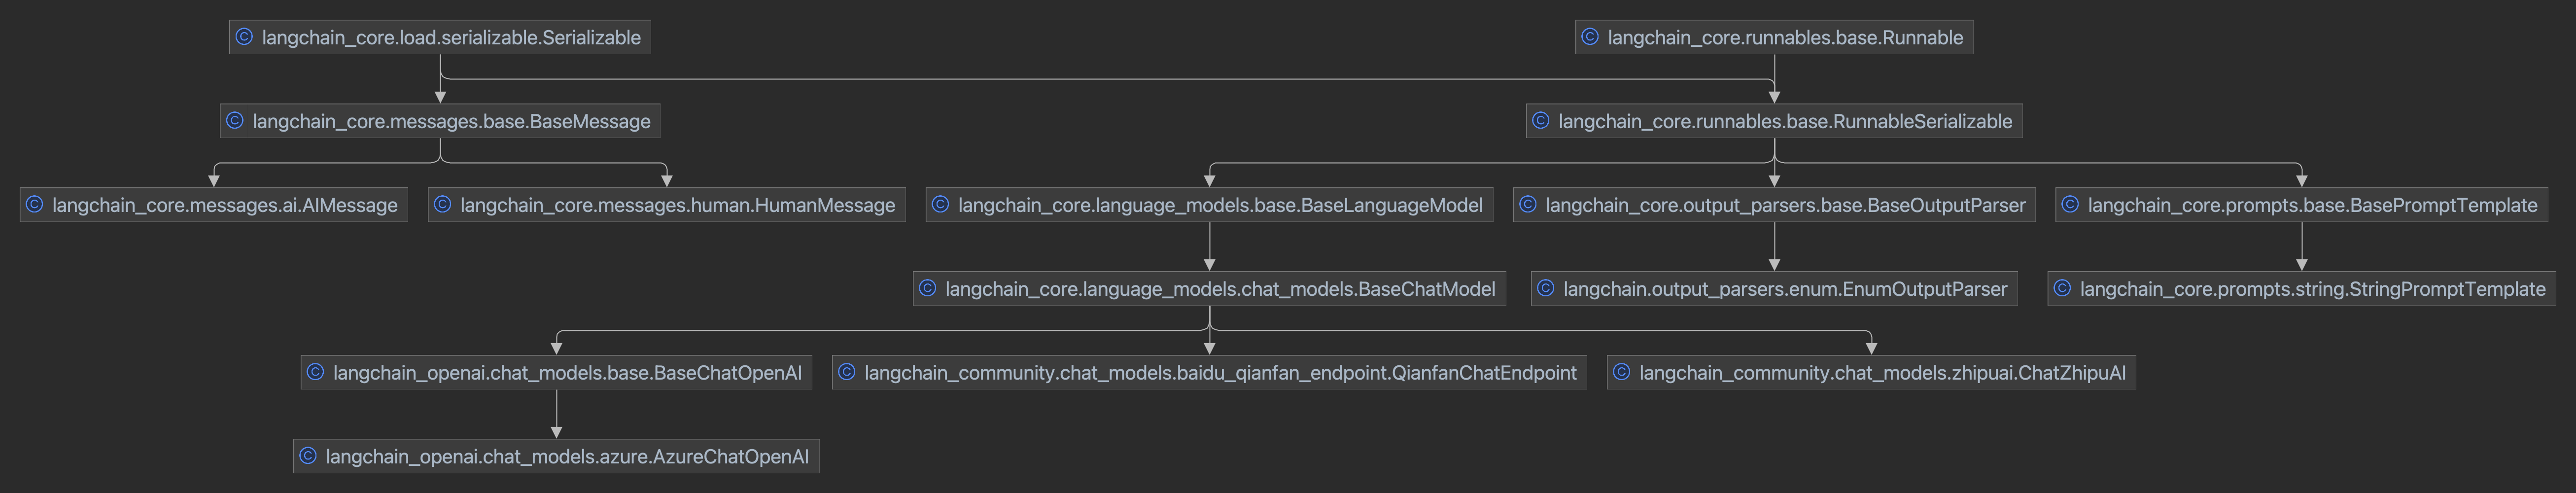 langchain_core.load.serializable.Serializable
langchain_core.runnables.base.Runnable
langchain_core.messages.base.BaseMessage
langchain_core.runnables.base.RunnableSerializable
langchain_core.messages.ai.AIMessage
langchain_core.messages.human.HumanMessage
langchain_core.language_models.base.BaseLanguageModel
langchain_core.output_parsers.base.BaseOutputParser
langchain_core.prompts.base.BasePromptTemplate
langchain_core.language_models.chat_models.BaseChatModel
langchain.output_parsers.enum.EnumOutputParser
langchain_core.prompts.string.StringPromptTemplate
langchain_openai.chat_models.base.BaseChatOpenAI
langchain_community.chat_models.baidu_qianfan_endpoint.QianfanChatEndpoint
langchain_community.chat_models.zhipuai.ChatZhipuAI
langchain_openai.chat_models.azure.AzureChatOpenAI